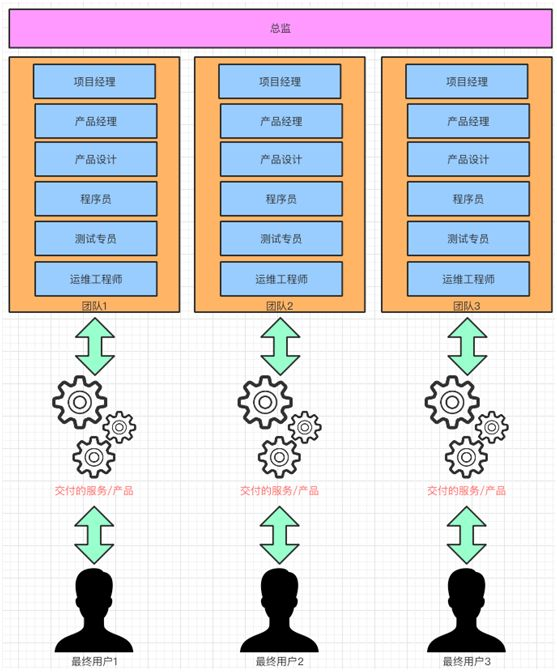 总监
项目经理
产品经理
产品设计
程序员
测试专员
运维工程师
团队1
项目经理
产品经理
产品设计
程序员
测试专员
运维工程师
团队2
项目经理
产品经理
产品设计
程序员
测试专员
运维工程师
团队3
交付的服务/产品
交付的服务/产品
交付的服务/产品
最终用户1
最终用户2
最终用户3